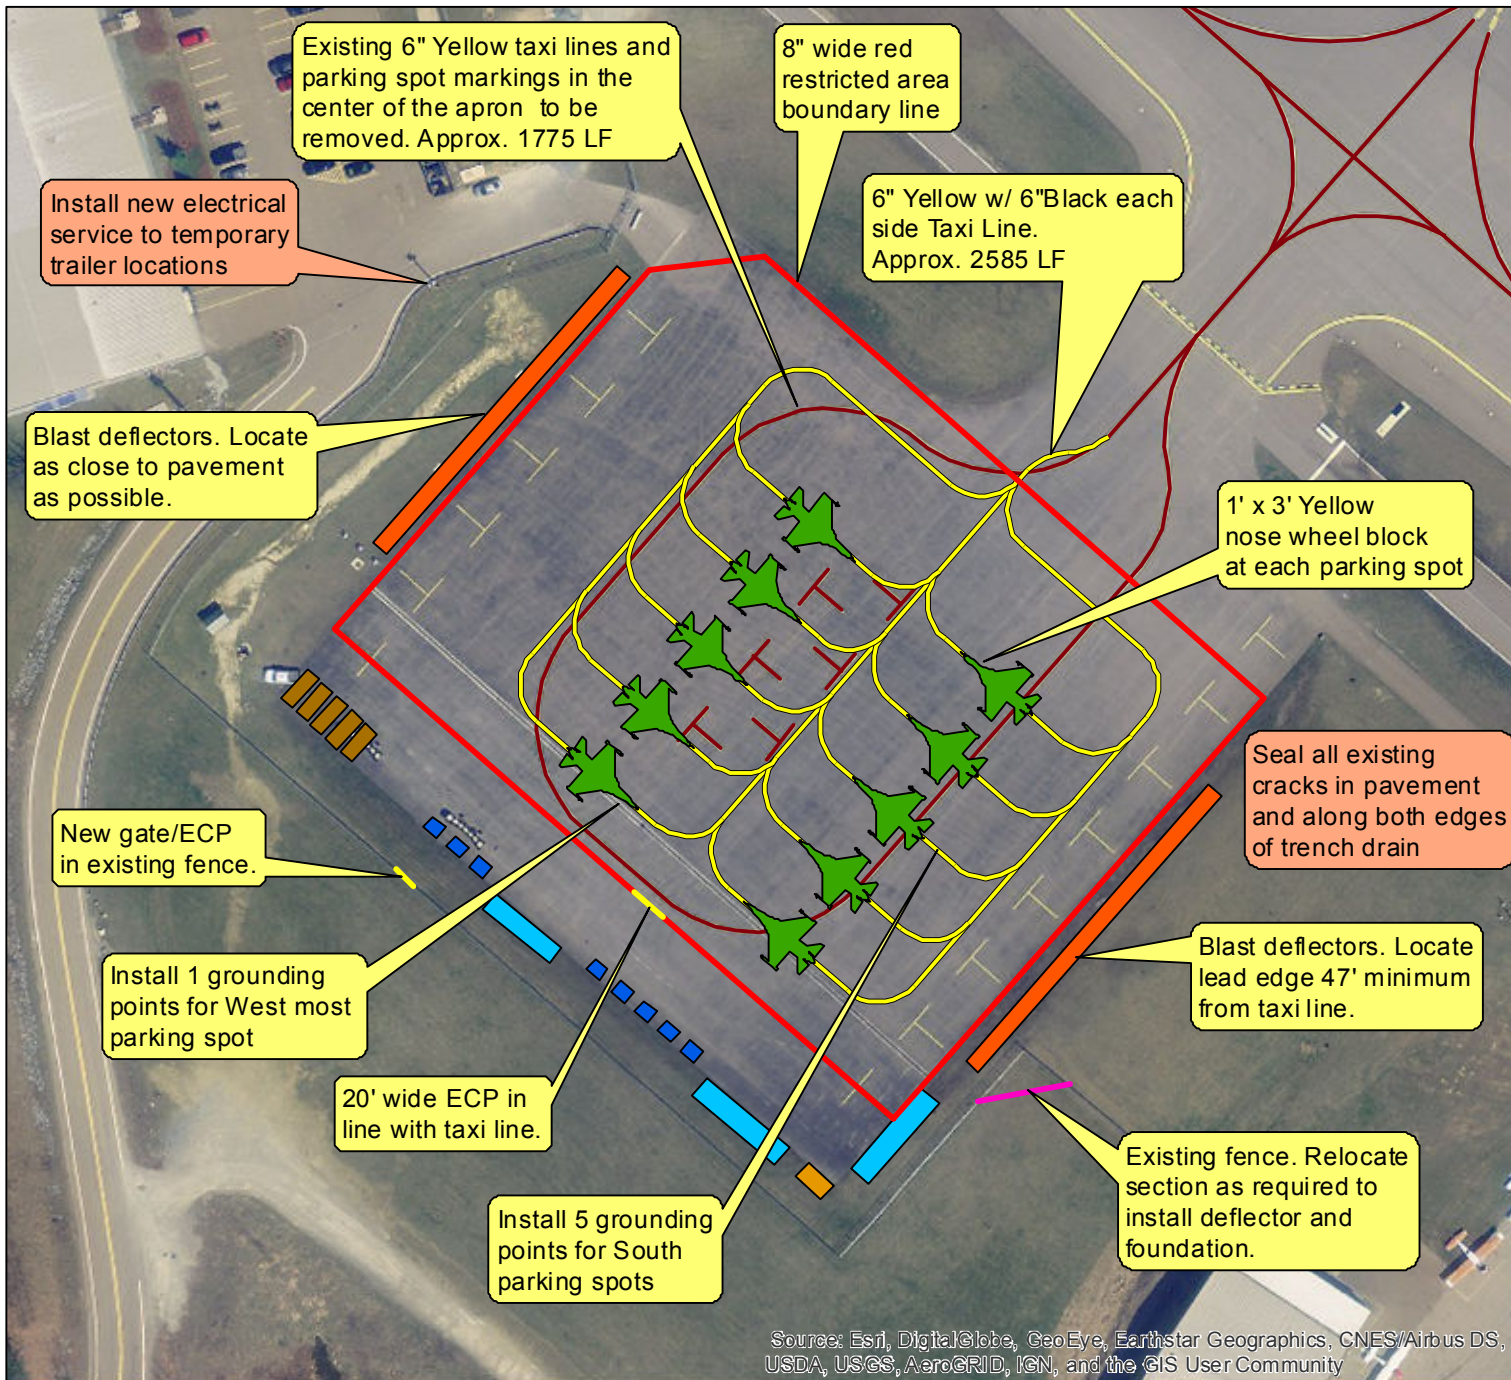 Existing 6" Yellow taxi lines and
parking spot markings in the
center of the apron to be
removed. Approx. 1775 LF
8" wide red
restricted area
boundary line
6" Yellow w/ 6"Black each
side Taxi Line.
Approx. 2585 LF
Install new electrical
service to temporary
trailer locations
Blast deflectors. Locate
as close to pavement
as possible.
1' x 3' Yellow
nose wheel block
at each parking spot
Seal all existing
cracks in pavement
and along both edges
of trench drain
New gate/ECP
in existing fence.
Install 1 grounding
points for West most
parking spot
Blast deflectors. Locate
lead edge 47' minimum
from taxi line.
20' wide ECP in
line with taxi line.
Existing fence. Relocate
section as required to
install deflector and
foundation.
Install 5 grounding
points for South
parking spots
Source: Esri, DigitalGlobe, GeoEye, Earthstar Geographics, CNES/Airbus DS,
USDA, USGS, AeroGRID, IGN, and the GIS User Community